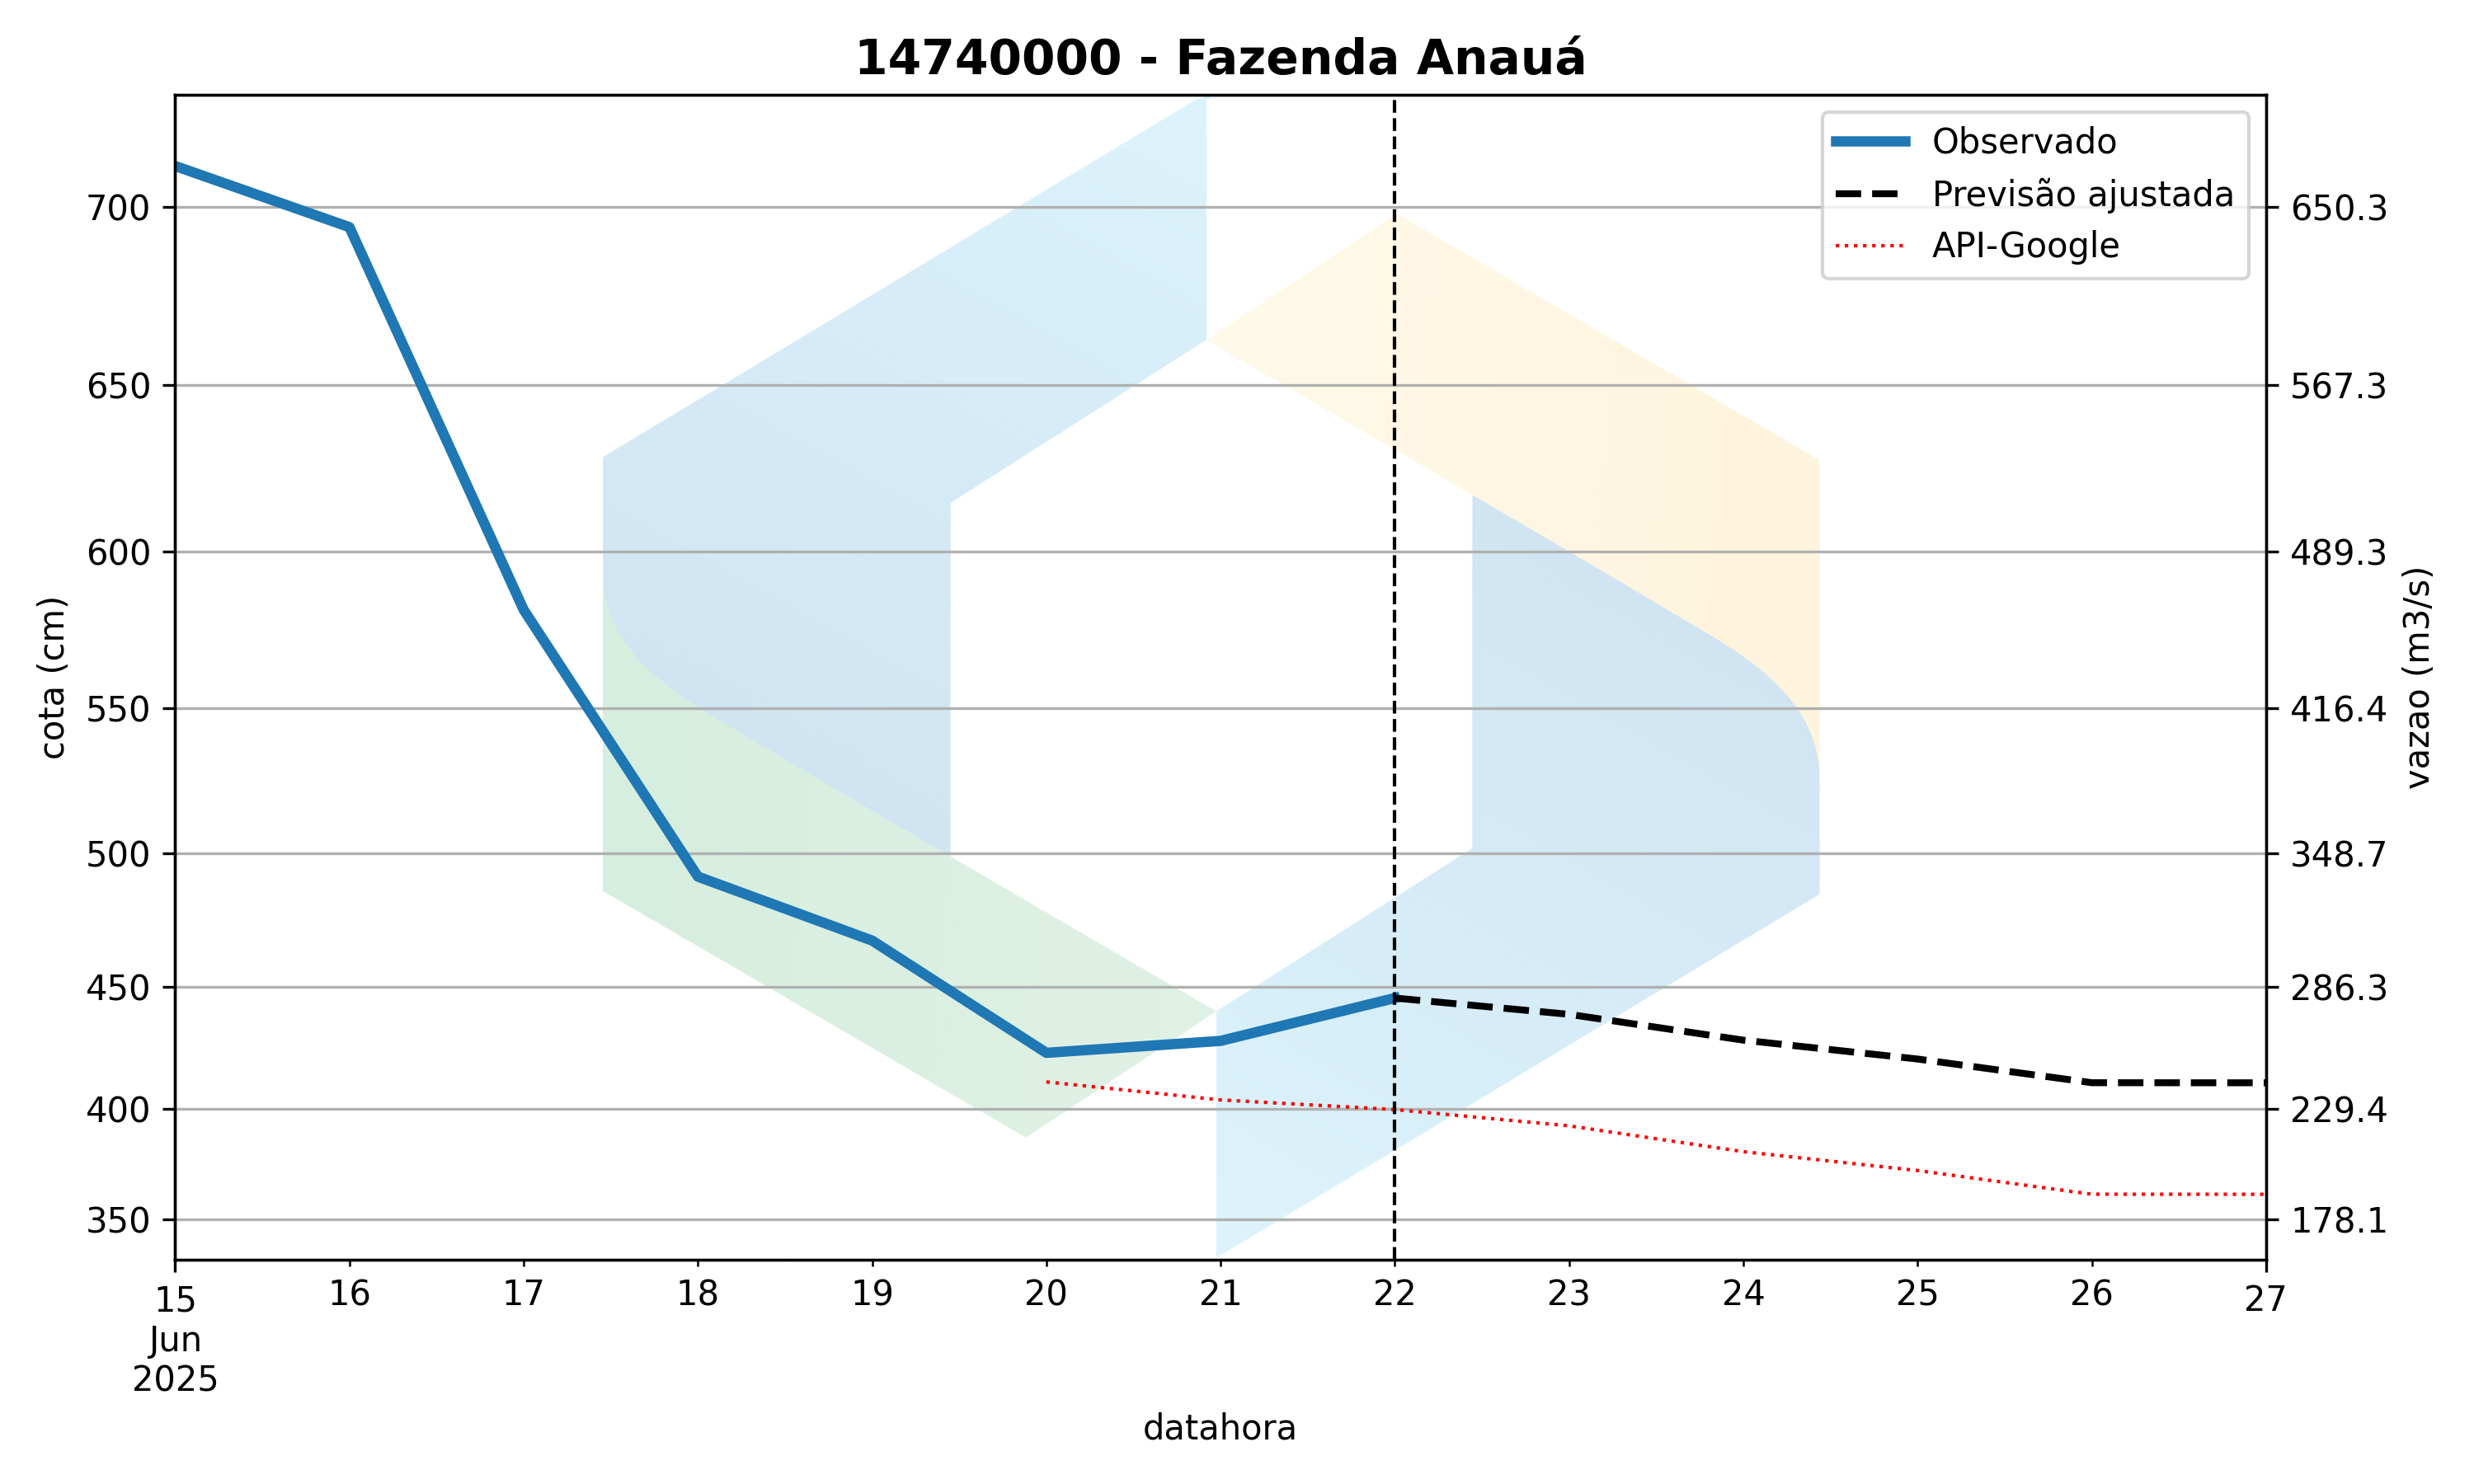 14740000 - Fazenda Anauá
Observado
Previsão ajustada
API-Google
cota (cm)
700
650
600
550
500
450
400
350
650.3
567.3
489.3
416.4
348.7
286.3
229.4
178.1
vazao (m3/s)
15 16 17 18 19 20 21 22 23 24 25 26 27
Jun
2025
datahora